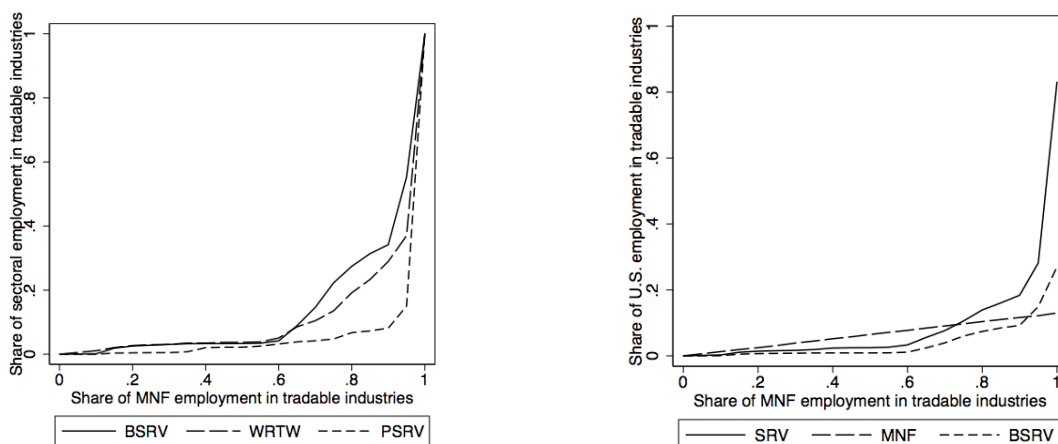 Share of sectoral employment in tradable industries
1
.8
.6
.4
.2
0
0 .2 .4 .6 .8 1
Share of MNF employment in tradable industries
BSRV WRTW PSRV
Share of U.S. employment in tradable industries
1
.8
.6
.4
.2
0
0 .2 .4 .6 .8 1
Share of MNF employment in tradable industries
SRV MNF BSRV